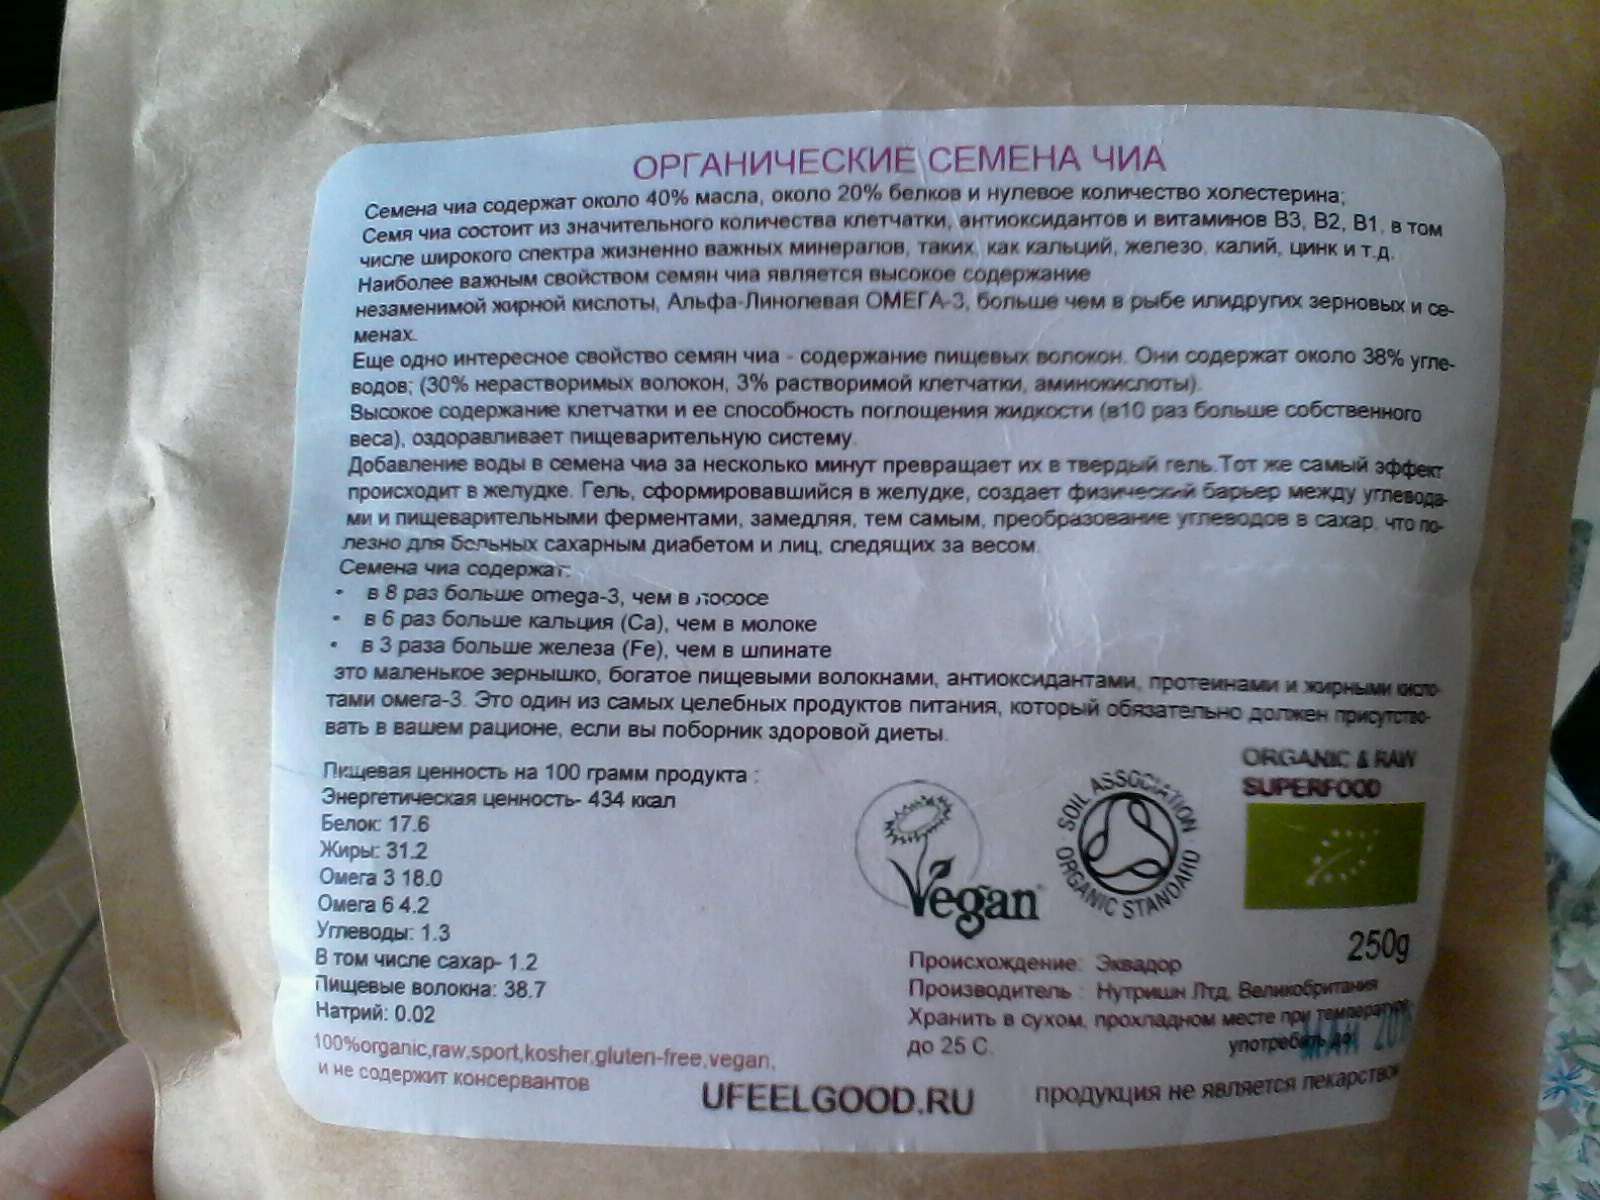 ОРГАНИЧЕСКИЕ СЕМЕНА ЧИА
Семена чиа содержат около 40% масла, около 20% белков и нулевое количество холестерина;
Семя чиа состоит из значительного количества клетчатки, антиоксидантов и витаминов В3, В2, В1, в том
числе широкого спектра жизненно важных минералов, таких, как кальций, железо, калий, цинк и т.д.
Наиболее важным свойством семян чиа является высокое содержание
незаменимой жирной кислоты, Альфа-Линолевая ОМЕГА-3, больше чем в рыбе илидругих зерновых и се-
менах.
Еще одно интересное свойство семян чиа - содержание пищевых волокон. Они содержат около 38% угле-
водов; (30% нерастворимых волокон, 3% растворимой клетчатки, аминокислоты).
Высокое содержание клетчатки и ее способность поглощения жидкости (в10 раз больше собственного
веса), оздоравливает пищеварительную систему.
Добавление воды в семена чиа за несколько минут превращает их в твердый гель.Тот же самый эффект
происходит в желудке. Гель, сформировавшийся в желудке, создает физический барьер между углевода-
ми и пищеварительными ферментами, замедляя, тем самым, преобразование углеводов в сахар, что по-
лезно для больных сахарным диабетом и лиц, следящих за весом.
Семена чиа содержат:
• в 8 раз больше omega-3, чем в лососе
• в 6 раз больше кальция (Ca), чем в молоке
• в 3 раза больше железа (Fe), чем в шпинате
это маленькое зернышко, богатое пищевыми волокнами, антиоксидантами, протеинами и жирными кисло-
тами омега-3. Это один из самых целебных продуктов питания, который обязательно должен присутство-
вать в вашем рационе, если вы поборник здоровой диеты.
Пищевая ценность на 100 грамм продукта :
Энергетическая ценность- 434 ккал
Белок: 17.6
Жиры: 31.2
Омега 3 18.0
Омега 6 4.2
Углеводы: 1.3
В том числе сахар- 1.2
Пищевые волокна: 38.7
Натрий: 0.02
100%organic,raw,sport,kosher,gluten-free,vegan,
и не содержит консервантов
Vegan
SOIL ASSOCIATION
ORGANIC STANDARD
ORGANIC & RAW
SUPERFOOD
250g
Происхождение: Эквадор
Производитель : Нутришн Лтд, Великобритания
Хранить в сухом, прохладном месте при температуре
до 25 С.
употребить до
МАЙ
UFEELGOOD.RU
продукция не является лекарством